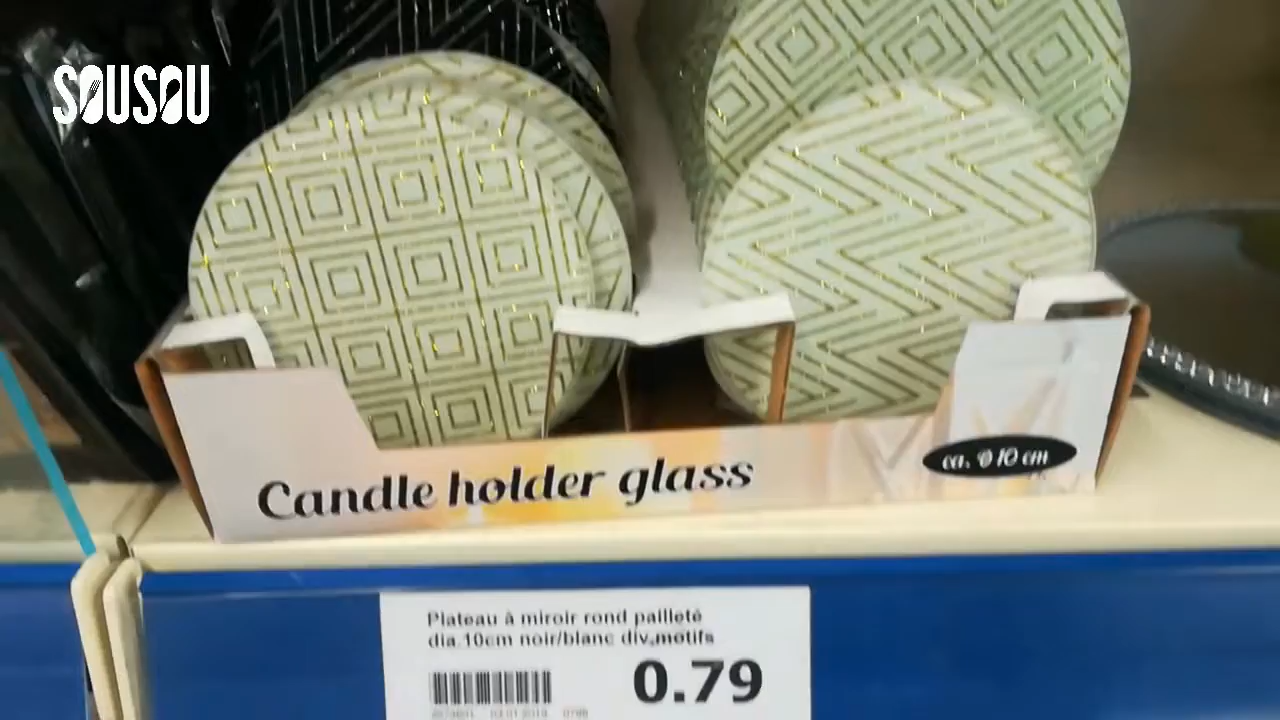 SOUSOU
Candle holder glass
ca. Ø 10 cm
Plateau à miroir rond pailleté
dia.10cm noir/blanc div.motifs
0.79